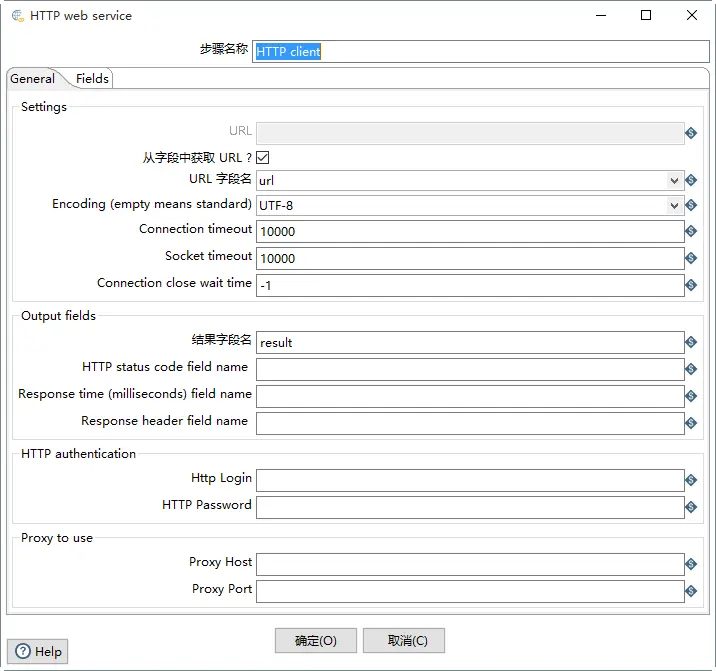 HTTP web service
步骤名称 HTTP client
General Fields
Settings
URL
从字段中获取 URL ?
URL 字段名 url
Encoding (empty means standard) UTF-8
Connection timeout 10000
Socket timeout 10000
Connection close wait time -1
Output fields
结果字段名 result
HTTP status code field name
Response time (milliseconds) field name
Response header field name
HTTP authentication
Http Login
HTTP Password
Proxy to use
Proxy Host
Proxy Port
确定(O) 取消(C)
Help